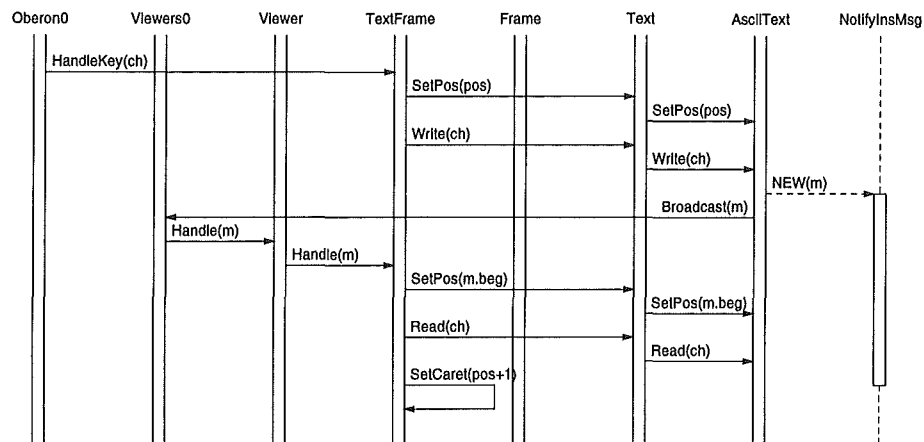 Oberon0 Viewers0 Viewer TextFrame Frame Text AsciiText NotifyInsMsg
HandleKey(ch)
SetPos(pos)
SetPos(pos)
Write(ch)
Write(ch)
NEW(m)
Broadcast(m)
Handle(m)
Handle(m)
SetPos(m.beg)
SetPos(m.beg)
Read(ch)
Read(ch)
SetCaret(pos+1)